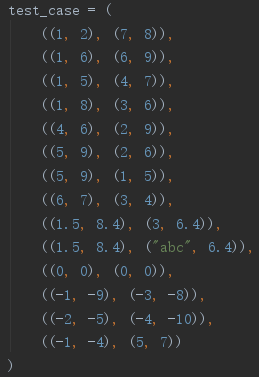 test_case = (
    ((1, 2), (7, 8)),
    ((1, 6), (6, 9)),
    ((1, 5), (4, 7)),
    ((1, 8), (3, 6)),
    ((4, 6), (2, 9)),
    ((5, 9), (2, 6)),
    ((5, 9), (1, 5)),
    ((6, 7), (3, 4)),
    ((1.5, 8.4), (3, 6.4)),
    ((1.5, 8.4), ("abc", 6.4)),
    ((0, 0), (0, 0)),
    ((-1, -9), (-3, -8)),
    ((-2, -5), (-4, -10)),
    ((-1, -4), (5, 7))
)